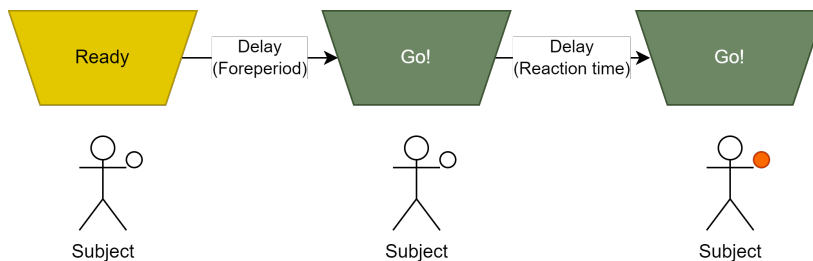 Ready
Delay
(Foreperiod)
Go!
Delay
(Reaction time)
Go!
Subject
Subject
Subject